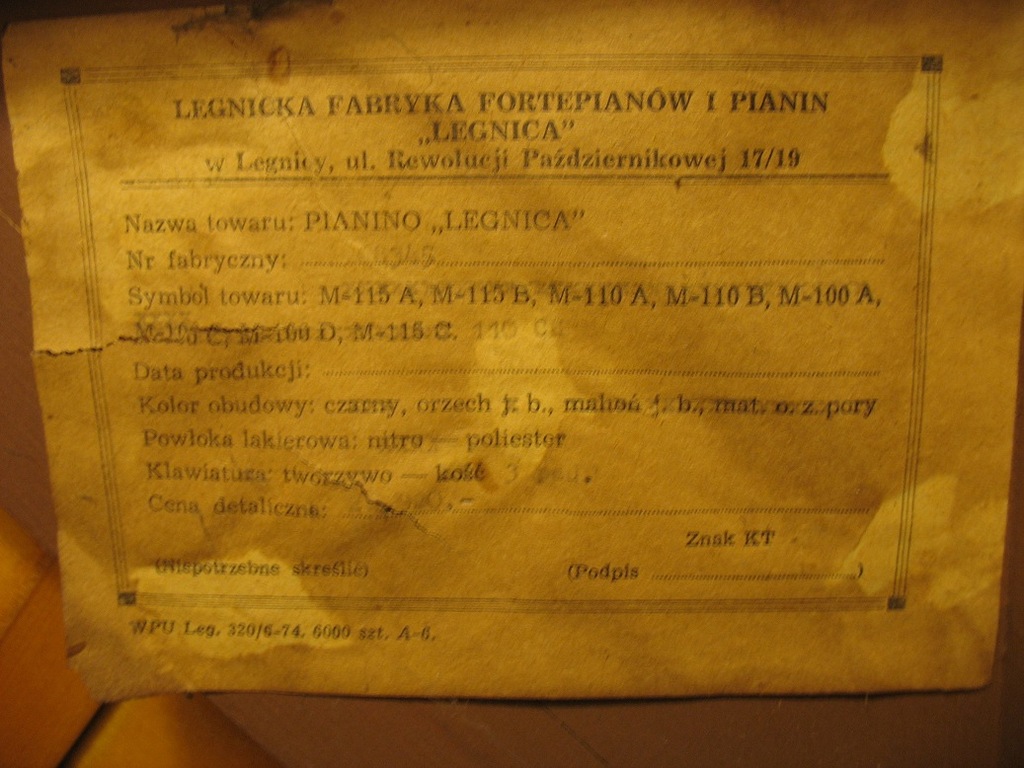 LEGNICKA FABRYKA FORTEPIANÓW I PIANIN
„LEGNICA”
w Legnicy, ul. Rewolucji Październikowej 17/19
Nazwa towaru: PIANINO „LEGNICA”
Nr fabryczny:
Symbol towaru: M-115 A, M-115 B, M-110 A, M-110 B, M-100 A,
M-100 C, M-100 D, M-115 C. 110 C
Data produkcji:
Kolor obudowy: czarny, orzech j. b., mahoń j. b., mat. o. z. pory
Powłoka lakierowa: nitro — poliester
Klawiatura: tworzywo — kość 3
Cena detaliczna:
Znak KT
(Niepotrzebne skreślić) (Podpis )
WPU Leg. 320/6-74. 6000 szt. A-6.